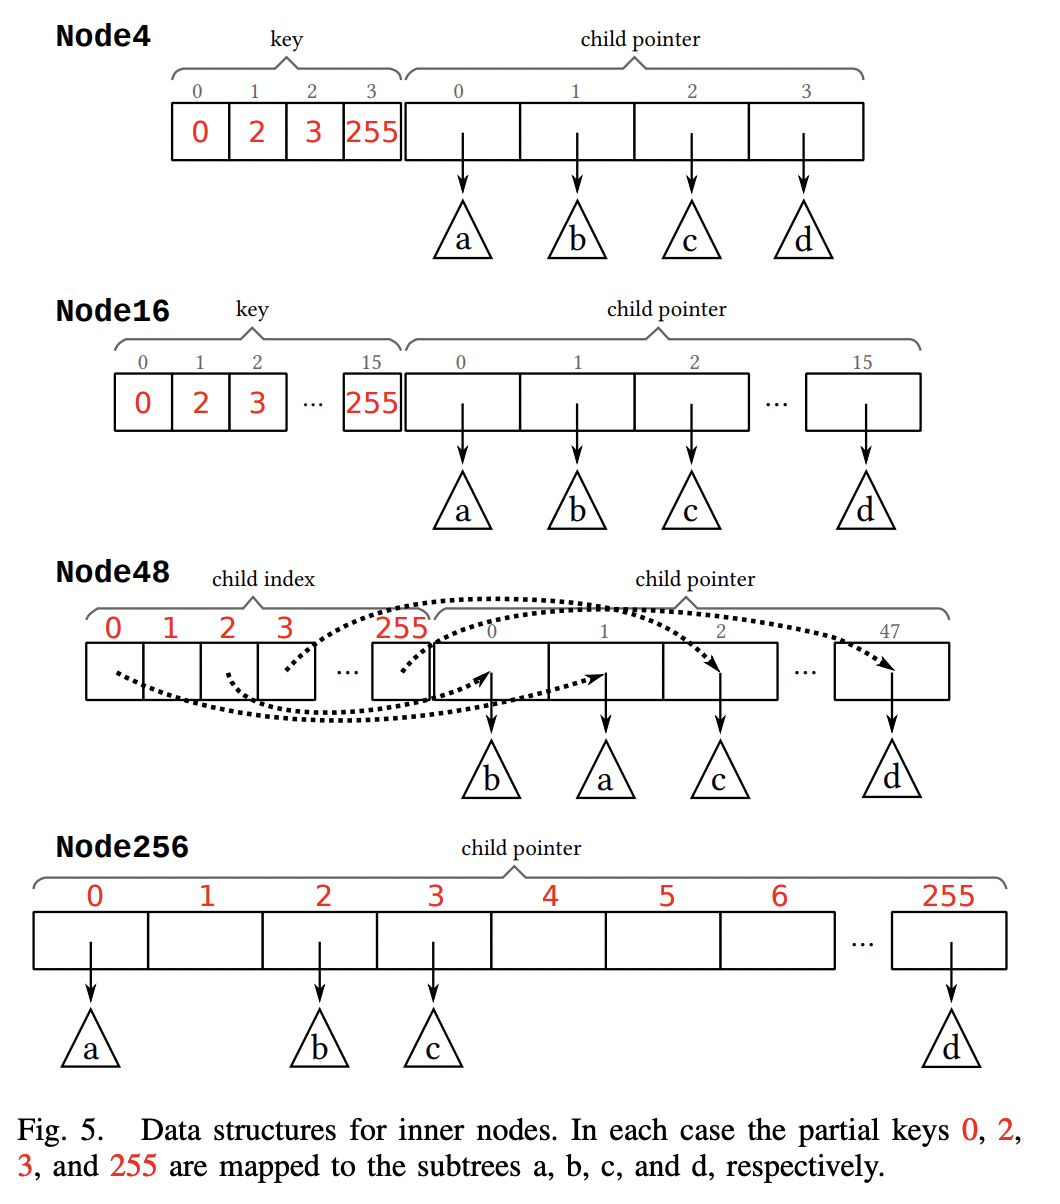 Node4
key child pointer
0 1 2 3 0 1 2 3
0 2 3 255
a b c d
Node16
key child pointer
0 1 2 15 0 1 2 15
0 2 3 ... 255 ...
a b c d
Node48
child index child pointer
0 1 2 3 255 0 1 2 47
... ...
b a c d
Node256
child pointer
0 1 2 3 4 5 6 255
...
a b c d
Fig. 5. Data structures for inner nodes. In each case the partial keys 0, 2,
3, and 255 are mapped to the subtrees a, b, c, and d, respectively.